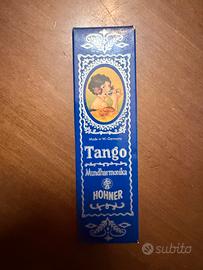 Made in W.-Germany
Tango
Mundharmonika
HOHNER
subito